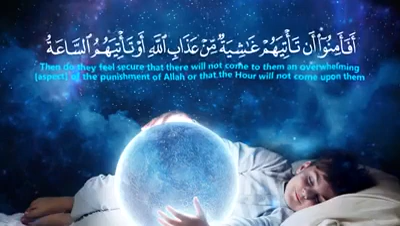 أَفَأَمِنُوٓا۟ أَن تَأْتِيَهُمْ غَـٰشِيَةٌ مِّنْ عَذَابِ ٱللَّهِ أَوْ تَأْتِيَهُمُ ٱلسَّاعَةُ
Then do they feel secure that there will not come to them an overwhelming
[aspect] of the punishment of Allah or that the Hour will not come upon them